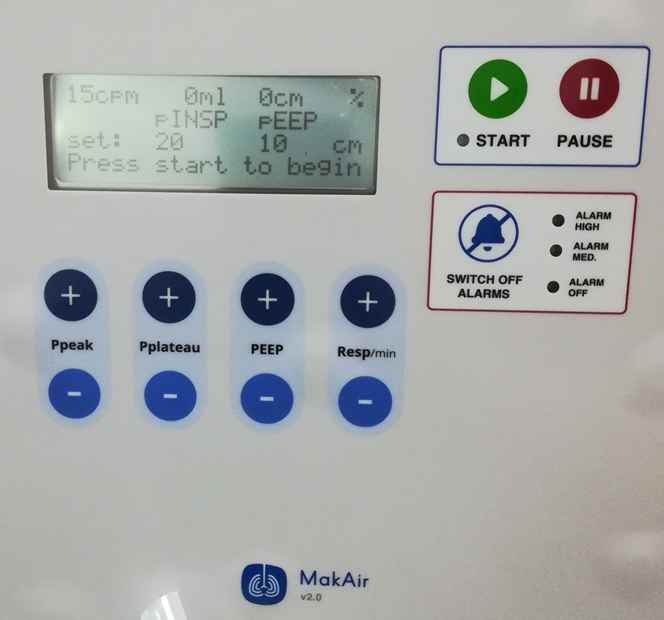 15cpm 0ml 0cm %
pINSP pEEP
set: 20 10 cm
Press start to begin
START PAUSE
SWITCH OFF
ALARMS
ALARM
HIGH
ALARM
MED.
ALARM
OFF
+ + + +
Ppeak Pplateau PEEP Resp/min
- - - -
MakAir
v2.0